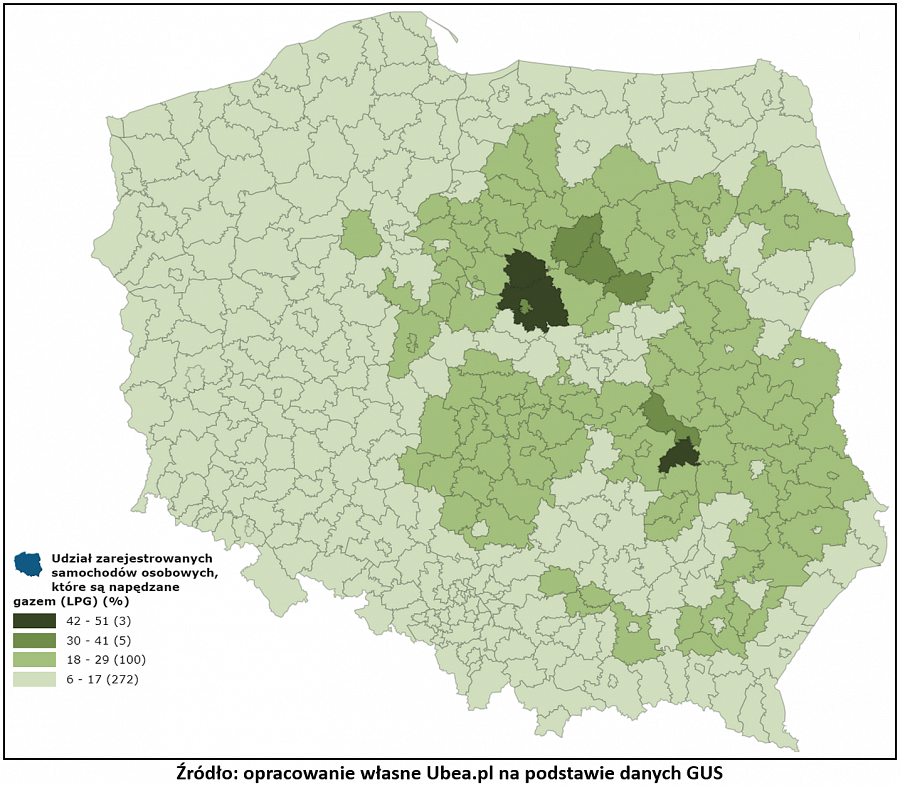 Udział zarejestrowanych
samochodów osobowych,
które są napędzane
gazem (LPG) (%)
42 - 51 (3)
30 - 41 (5)
18 - 29 (100)
6 - 17 (272)
Źródło: opracowanie własne Ubea.pl na podstawie danych GUS